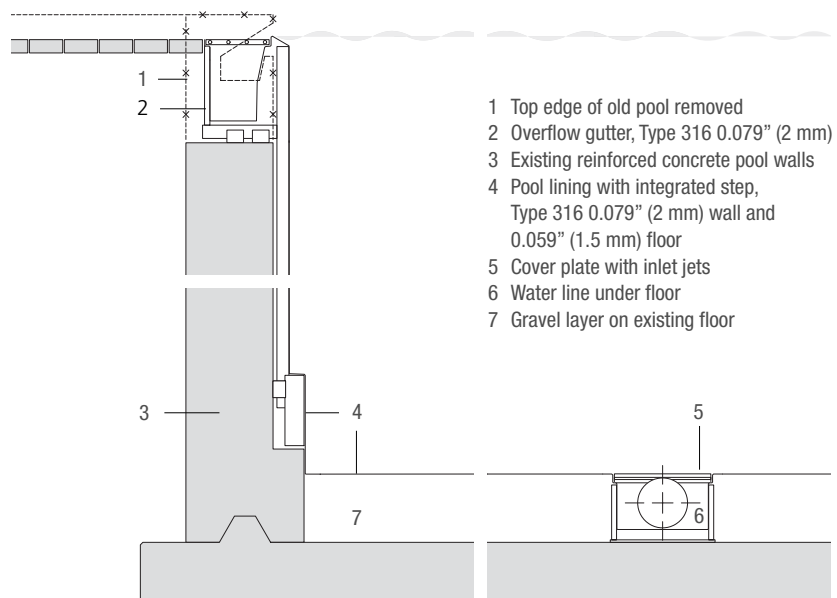 1 Top edge of old pool removed
2 Overflow gutter, Type 316 0.079” (2 mm)
3 Existing reinforced concrete pool walls
4 Pool lining with integrated step,
Type 316 0.079” (2 mm) wall and
0.059” (1.5 mm) floor
5 Cover plate with inlet jets
6 Water line under floor
7 Gravel layer on existing floor
1
2
3
4
5
7
6